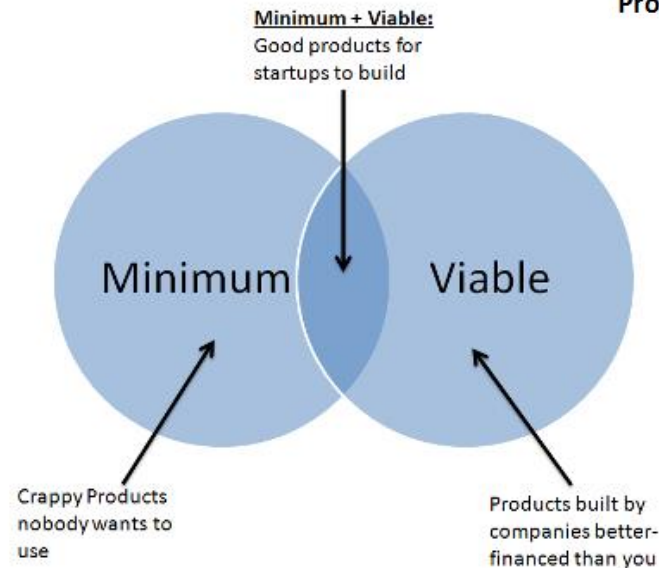 Pro
Minimum + Viable:
Good products for
startups to build
Minimum
Viable
Crappy Products
nobody wants to
use
Products built by
companies better-
financed than you